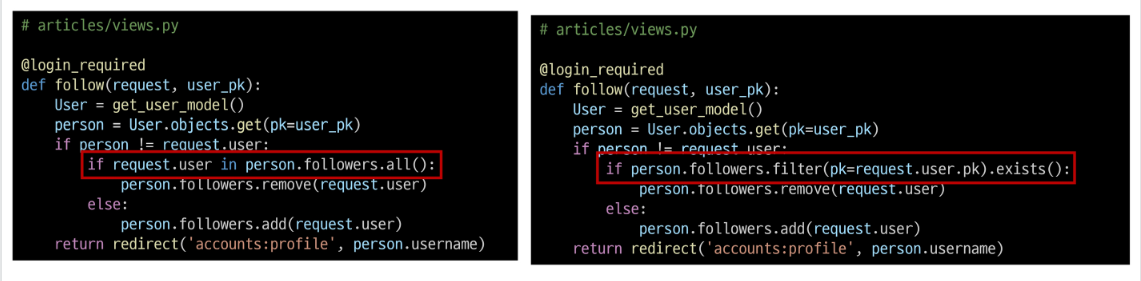 # articles/views.py
@login_required
def follow(request, user_pk):
    User = get_user_model()
    person = User.objects.get(pk=user_pk)
    if person != request.user:
        if request.user in person.followers.all():
            person.followers.remove(request.user)
        else:
            person.followers.add(request.user)
    return redirect('accounts:profile', person.username)
# articles/views.py
@login_required
def follow(request, user_pk):
    User = get_user_model()
    person = User.objects.get(pk=user_pk)
    if person != request.user:
        if person.followers.filter(pk=request.user.pk).exists():
            person.followers.remove(request.user)
        else:
            person.followers.add(request.user)
    return redirect('accounts:profile', person.username)